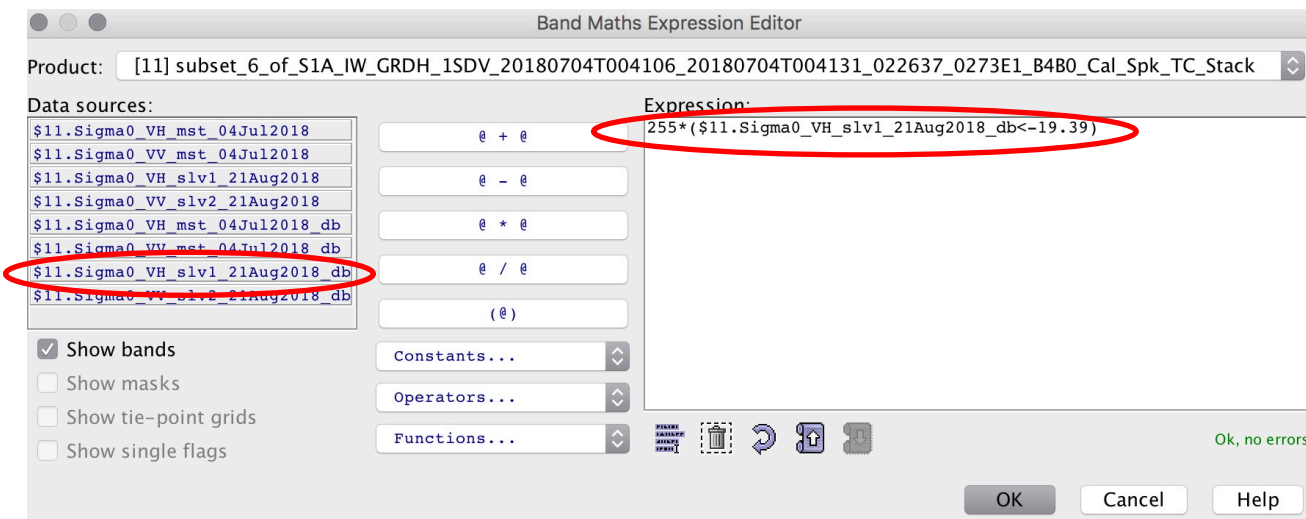 Band Maths Expression Editor
Product: [11] subset_6_of_S1A_IW_GRDH_1SDV_20180704T004106_20180704T004131_022637_0273E1_B4B0_Cal_Spk_TC_Stack
Data sources:
$11.Sigma0_VH_mst_04Jul2018
$11.Sigma0_VV_mst_04Jul2018
$11.Sigma0_VH_slv1_21Aug2018
$11.Sigma0_VV_slv2_21Aug2018
$11.Sigma0_VH_mst_04Jul2018_db
$11.Sigma0_VV_mst_04Jul2018_db
$11.Sigma0_VH_slv1_21Aug2018_db
$11.Sigma0_VV_slv2_21Aug2018_db
@ + @
@ - @
@ * @
@ / @
(@)
Constants...
Operators...
Functions...
Expression:
255*($11.Sigma0_VH_slv1_21Aug2018_db<-19.39)
Show bands
Show masks
Show tie-point grids
Show single flags
Ok, no errors
OK
Cancel
Help